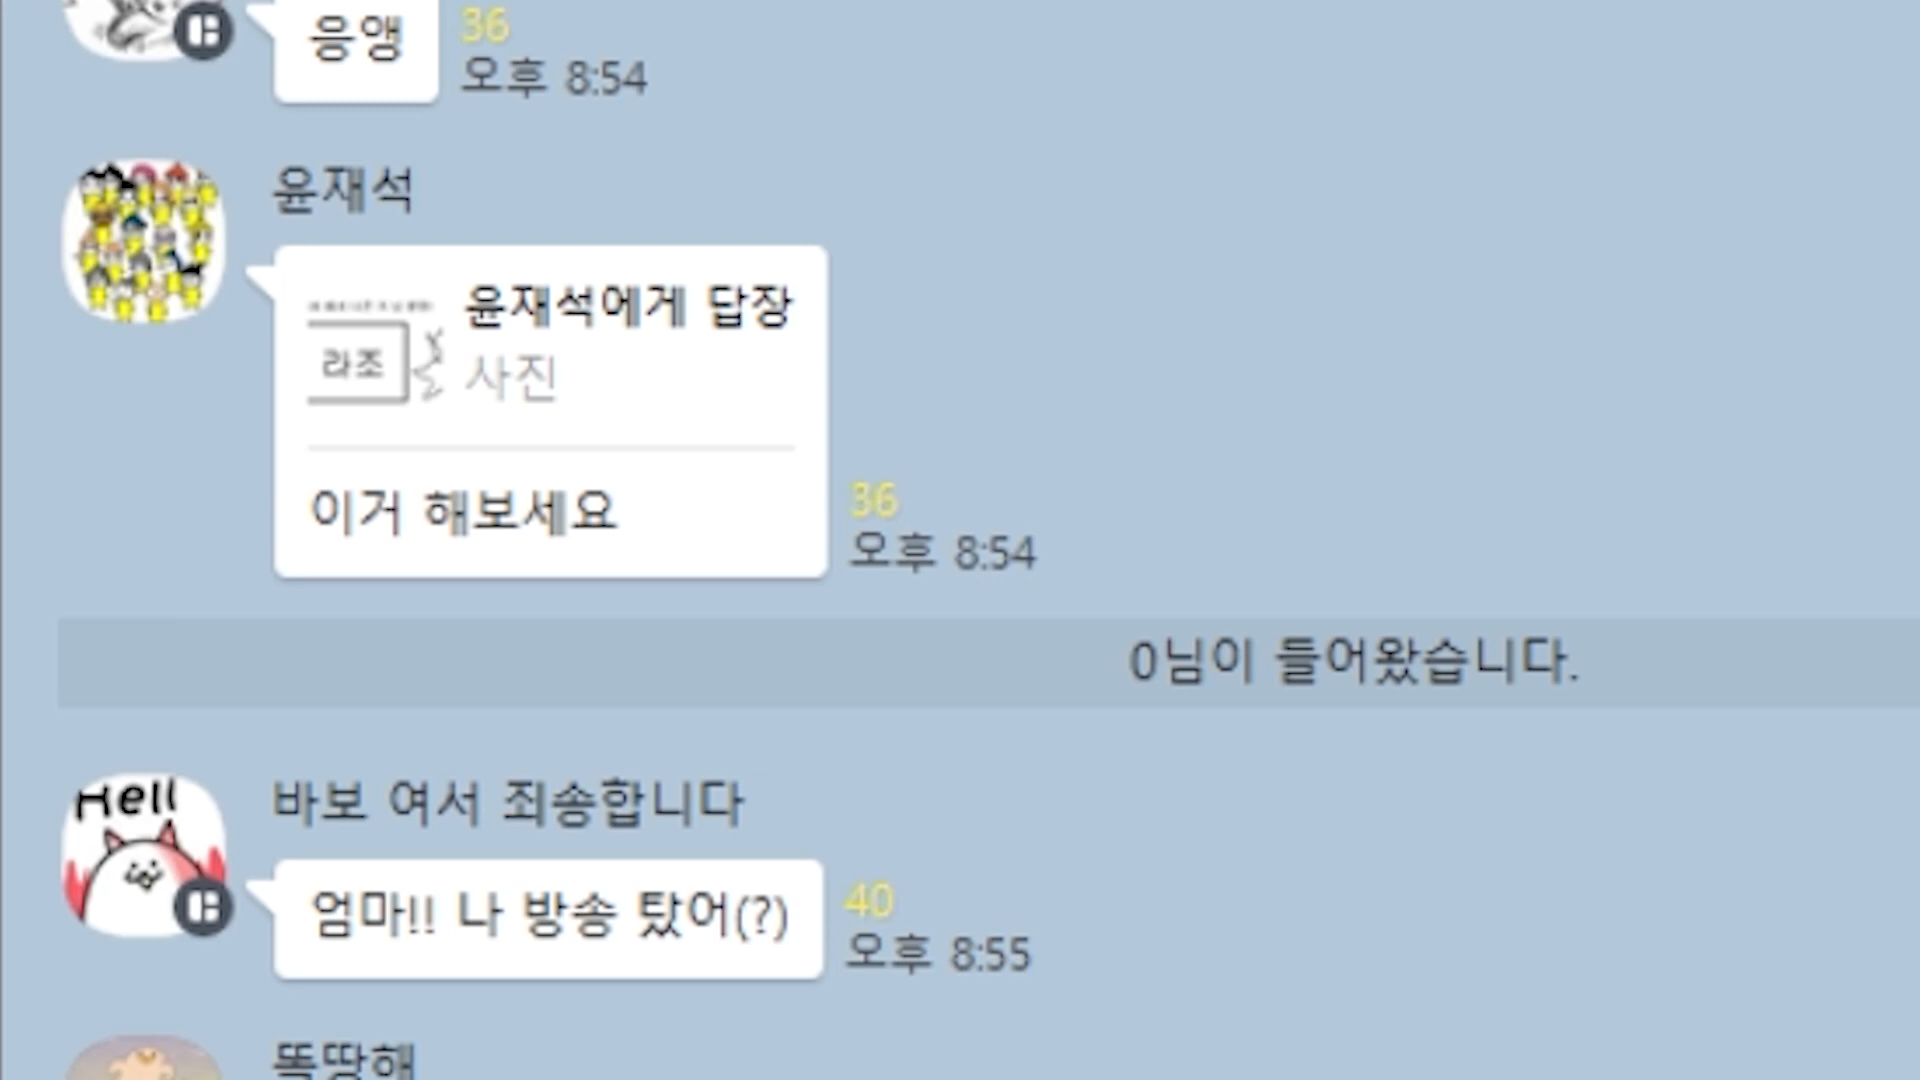 응앵
36
오후 8:54
윤재석
윤재석에게 답장
라조
사진
이거 해보세요
36
오후 8:54
0님이 들어왔습니다.
Hell
바보 여서 죄송합니다
엄마!! 나 방송 탔어(?)
40
오후 8:55
똑땅해